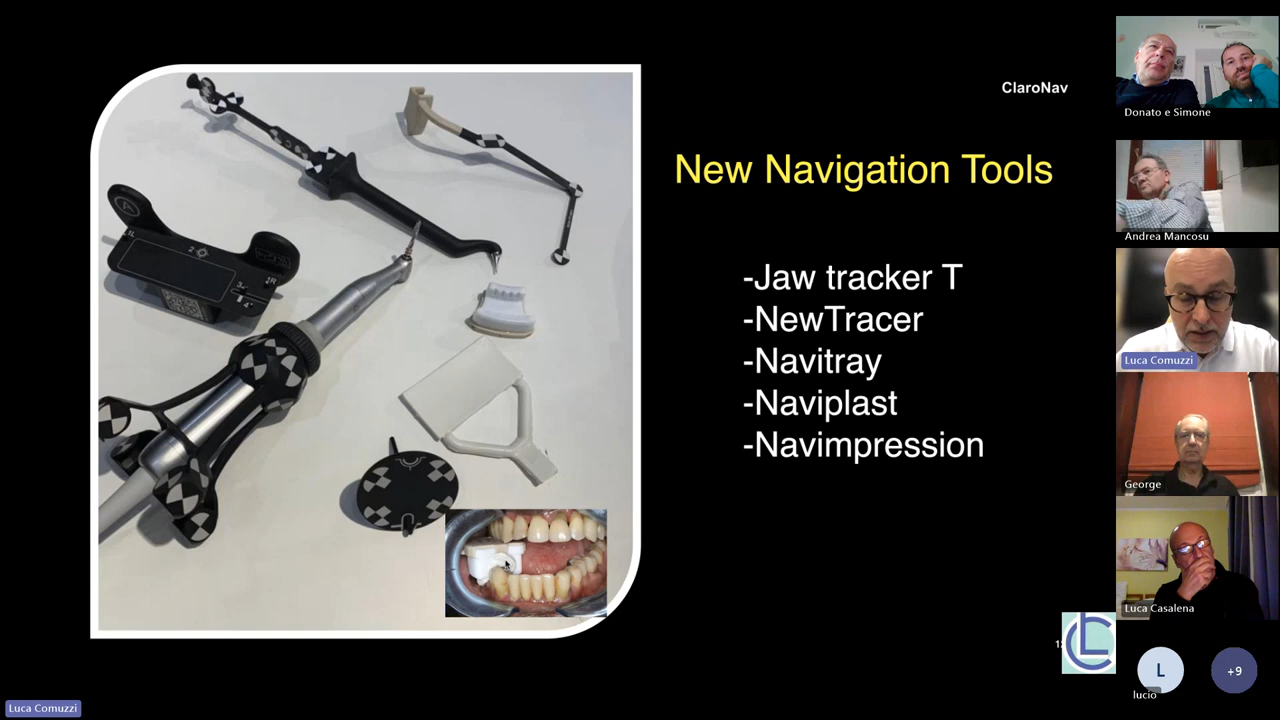 ClaroNav
New Navigation Tools
-Jaw tracker T
-NewTracer
-Navitray
-Naviplast
-Navimpression
Donato e Simone
Andrea Mancosu
Luca Comuzzi
George
Luca Casalena
L
lucio
+9
LC
Luca Comuzzi